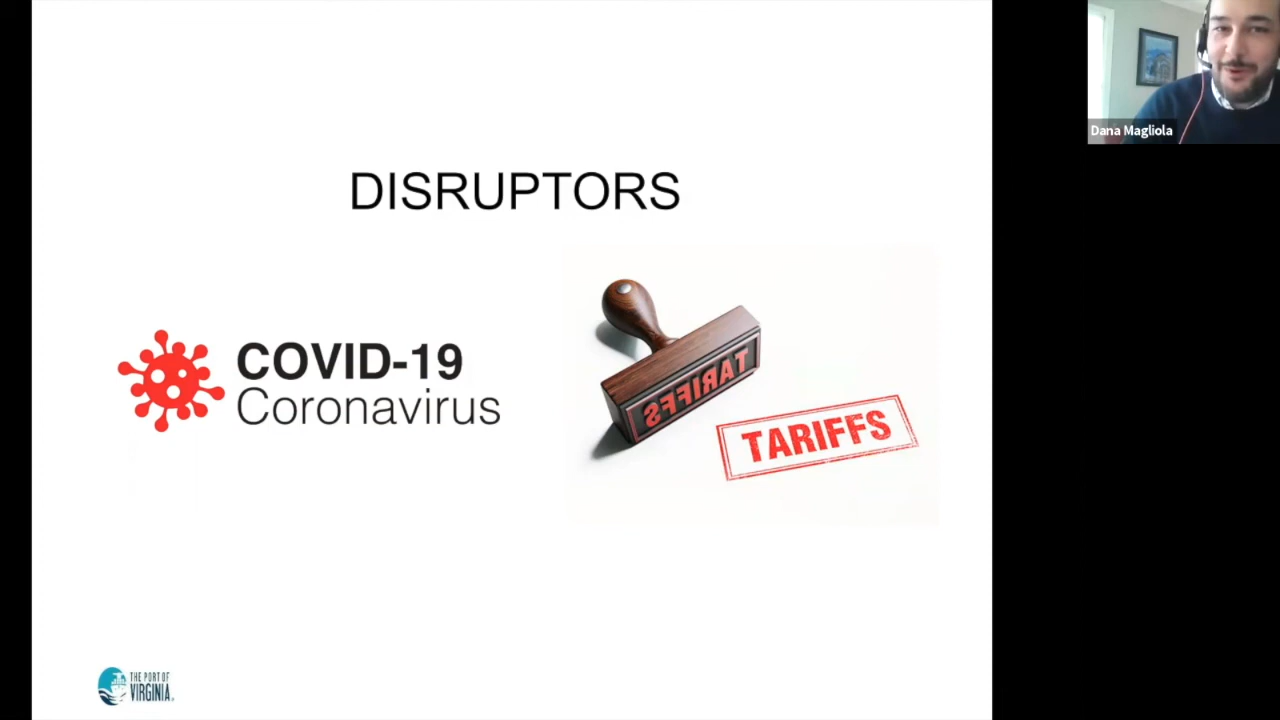 DISRUPTORS
COVID-19
Coronavirus
TARIFFS
TARIFFS
THE PORT OF
VIRGINIA
Dana Magliola